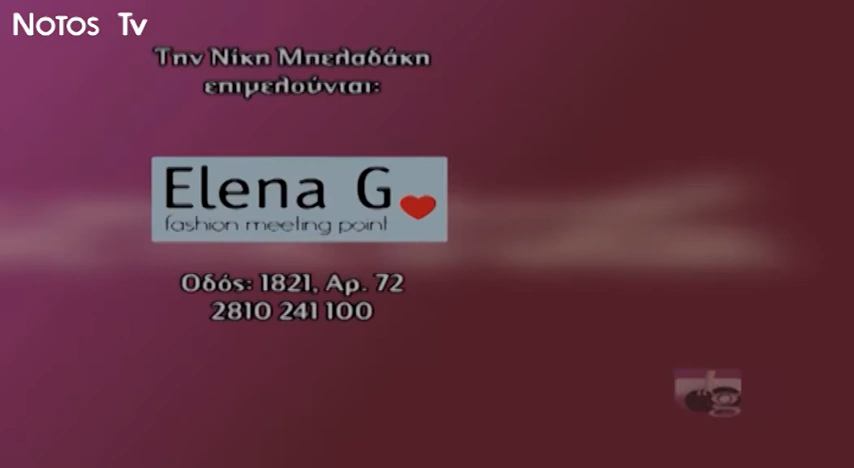 Notos Tv
Την Νίκη Μπελαδάκη
επιμελούνται:
Elena G
fashion meeting point
Οδός: 1821, Αρ. 72
2810 241 100